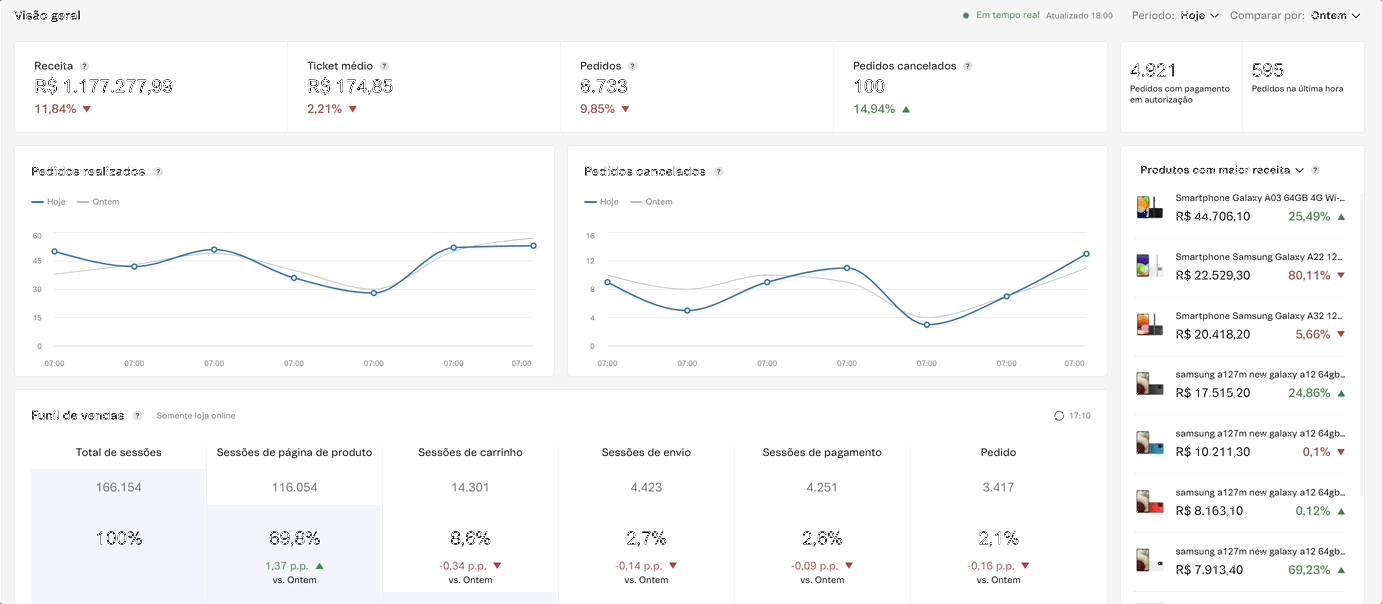 Visão geral
Em tempo real Atualizado 18:00 Período: Hoje Comparar por: Ontem
Receita ?
R$ 1.177.277,99
11,84%
Ticket médio ?
R$ 174,85
2,21%
Pedidos ?
6.733
9,85%
Pedidos cancelados ?
100
14,94%
4.921
Pedidos com pagamento
em autorização
595
Pedidos na última hora
Pedidos realizados ?
Hoje Ontem
60
45
30
15
0
07:00 07:00 07:00 07:00 07:00 07:00 07:00
Pedidos cancelados ?
Hoje Ontem
16
12
8
4
0
07:00 07:00 07:00 07:00 07:00 07:00 07:00
Produtos com maior receita ?
Smartphone Galaxy A03 64GB 4G Wi-...
R$ 44.706,10 25,49%
Smartphone Samsung Galaxy A22 12...
R$ 22.529,30 80,11%
Smartphone Samsung Galaxy A32 12...
R$ 20.418,20 5,66%
samsung a127m new galaxy a12 64gb...
R$ 17.515,20 24,86%
samsung a127m new galaxy a12 64gb...
R$ 10.211,30 0,1%
samsung a127m new galaxy a12 64gb...
R$ 8.163,10 0,12%
samsung a127m new galaxy a12 64gb...
R$ 7.913,40 69,23%
Funil de vendas ? Somente loja online 17:10
Total de sessões
166.154
100%
Sessões de página de produto
116.054
69,8%
1,37 p.p.
vs. Ontem
Sessões de carrinho
14.301
8,6%
-0,34 p.p.
vs. Ontem
Sessões de envio
4.423
2,7%
-0,14 p.p.
vs. Ontem
Sessões de pagamento
4.251
2,6%
-0,09 p.p.
vs. Ontem
Pedido
3.417
2,1%
-0,16 p.p.
vs. Ontem